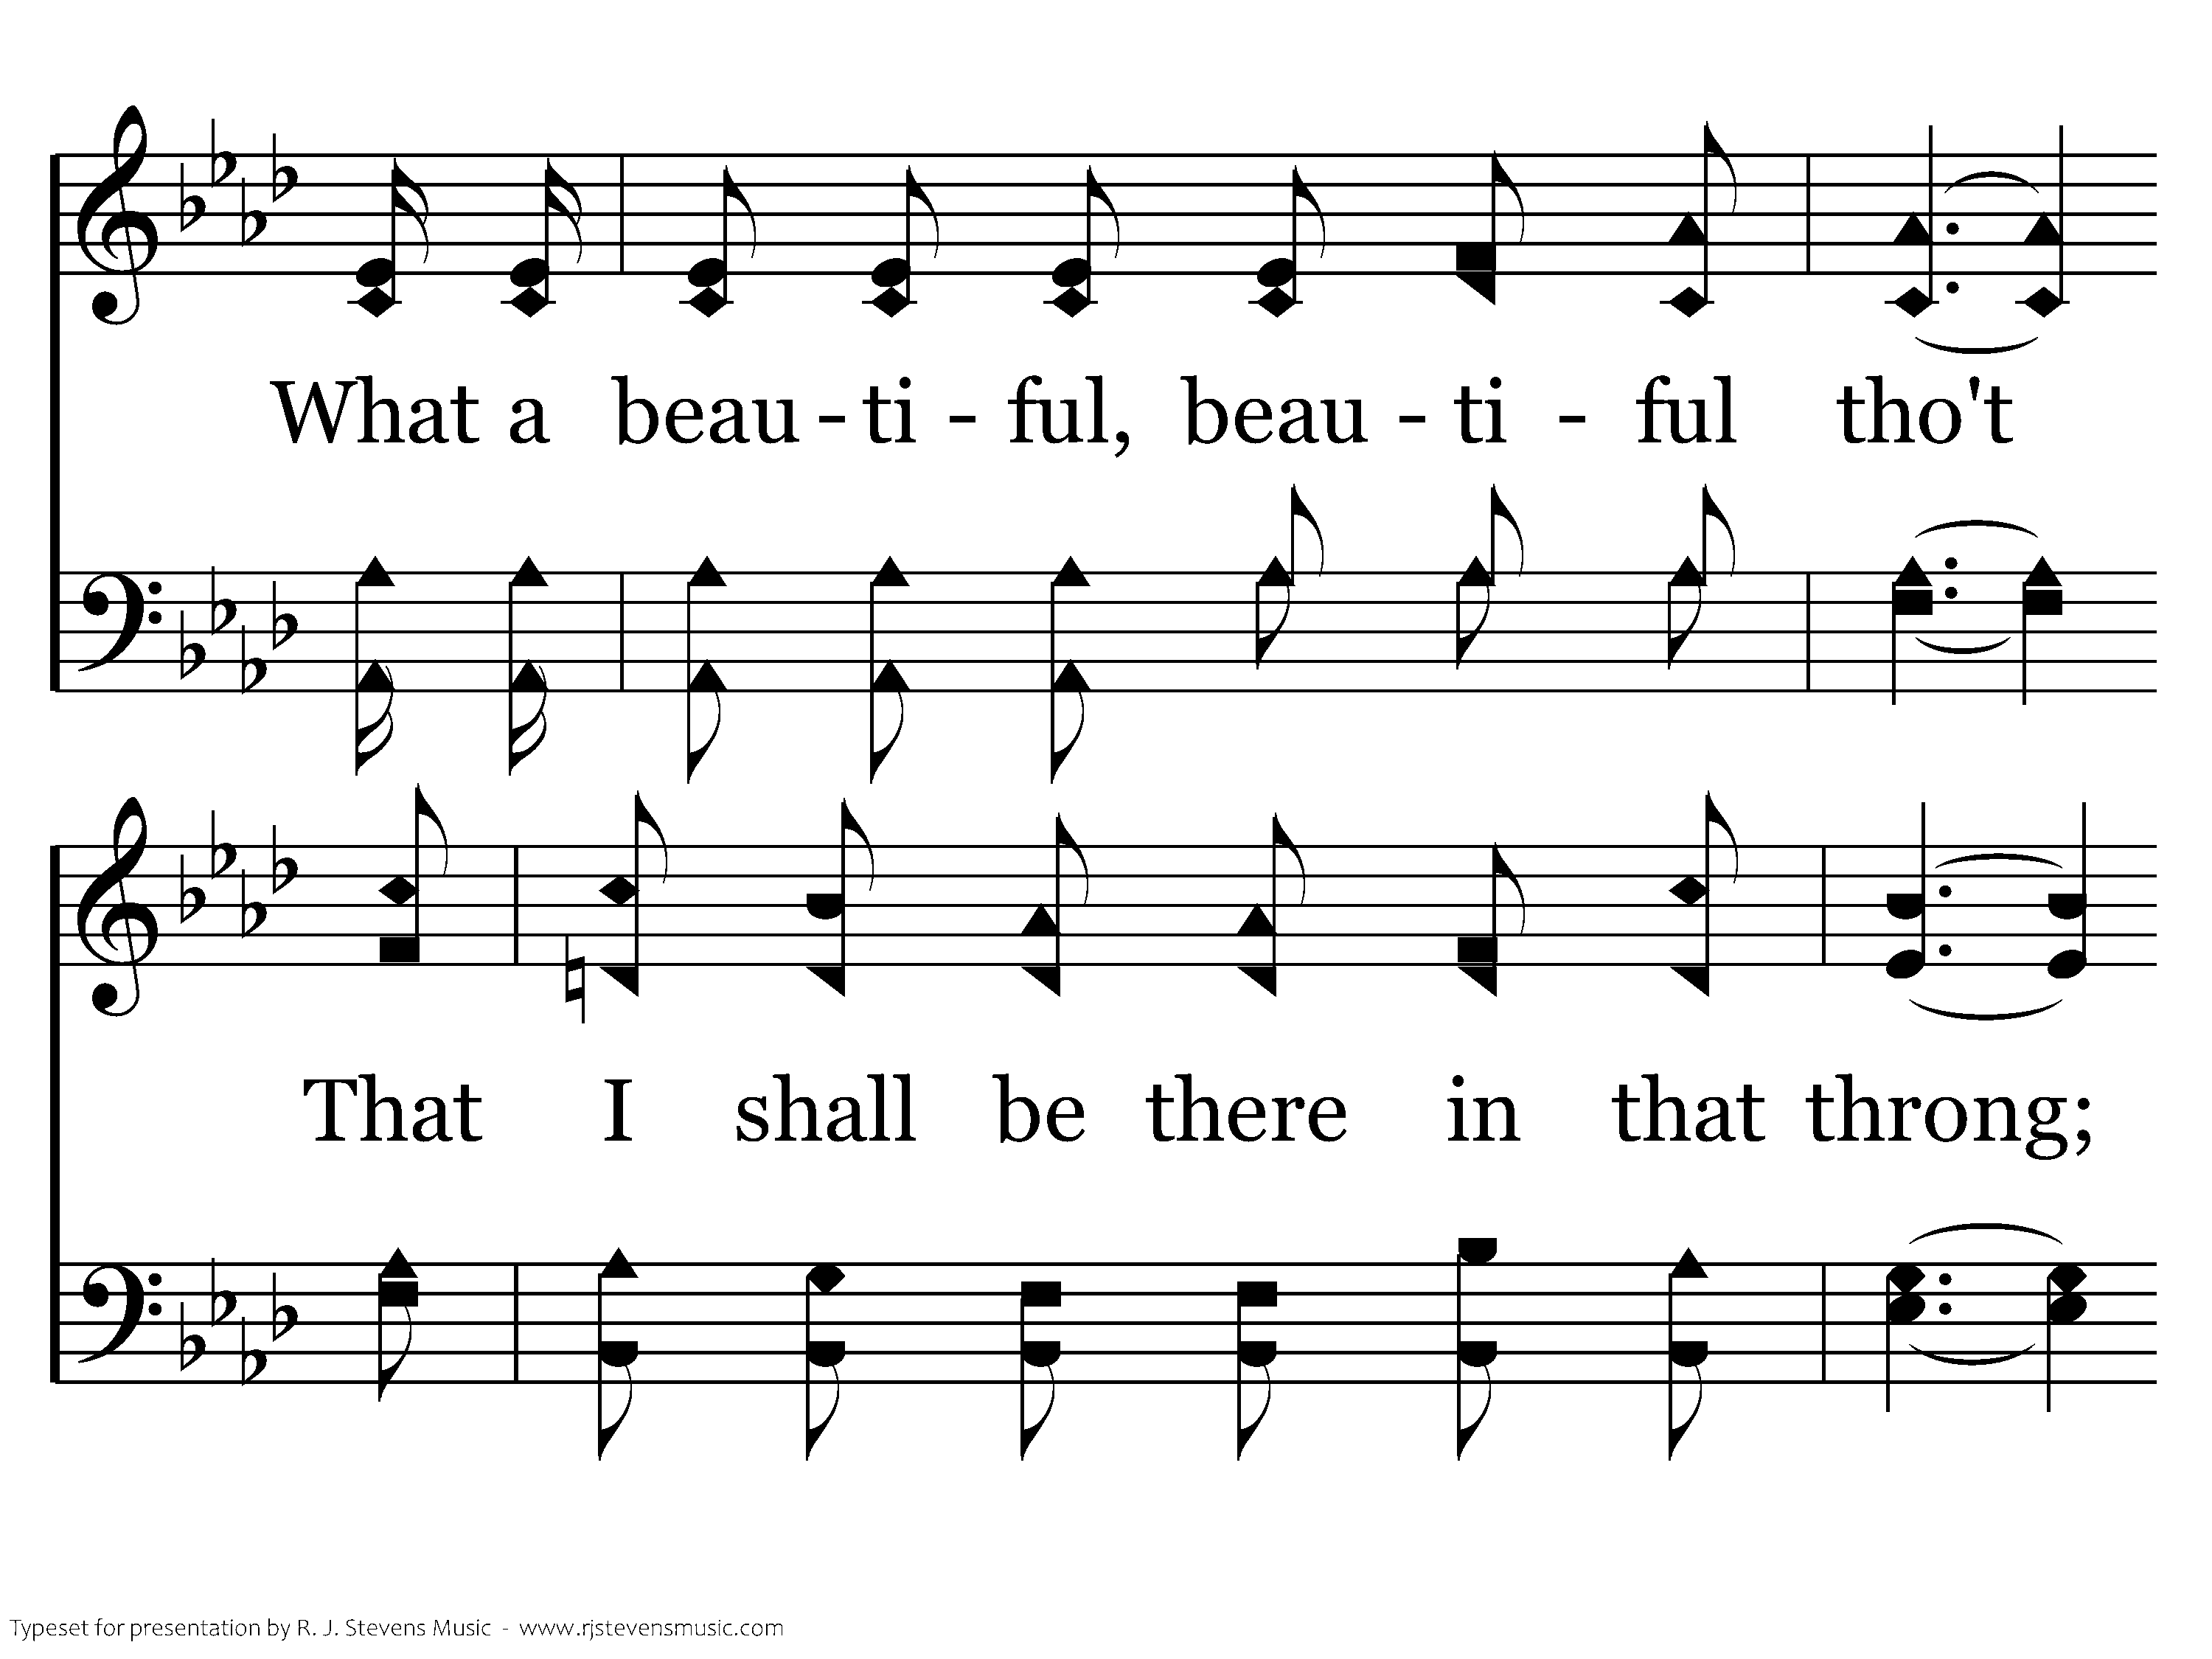 What a beau - ti - ful, beau - ti - ful tho't
That I shall be there in that throng;
Typeset for presentation by R. J. Stevens Music - www.rjstevensmusic.com